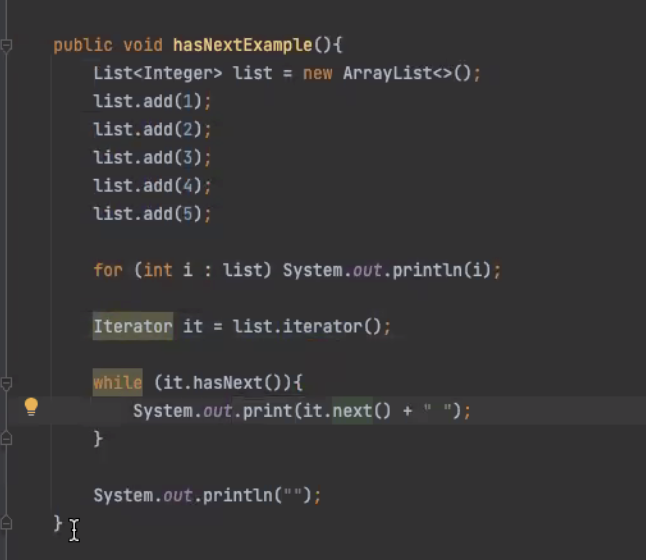 public void hasNextExample(){
List<Integer> list = new ArrayList<>();
list.add(1);
list.add(2);
list.add(3);
list.add(4);
list.add(5);
for (int i : list) System.out.println(i);
Iterator it = list.iterator();
while (it.hasNext()){
System.out.print(it.next() + " ");
}
System.out.println("");
}